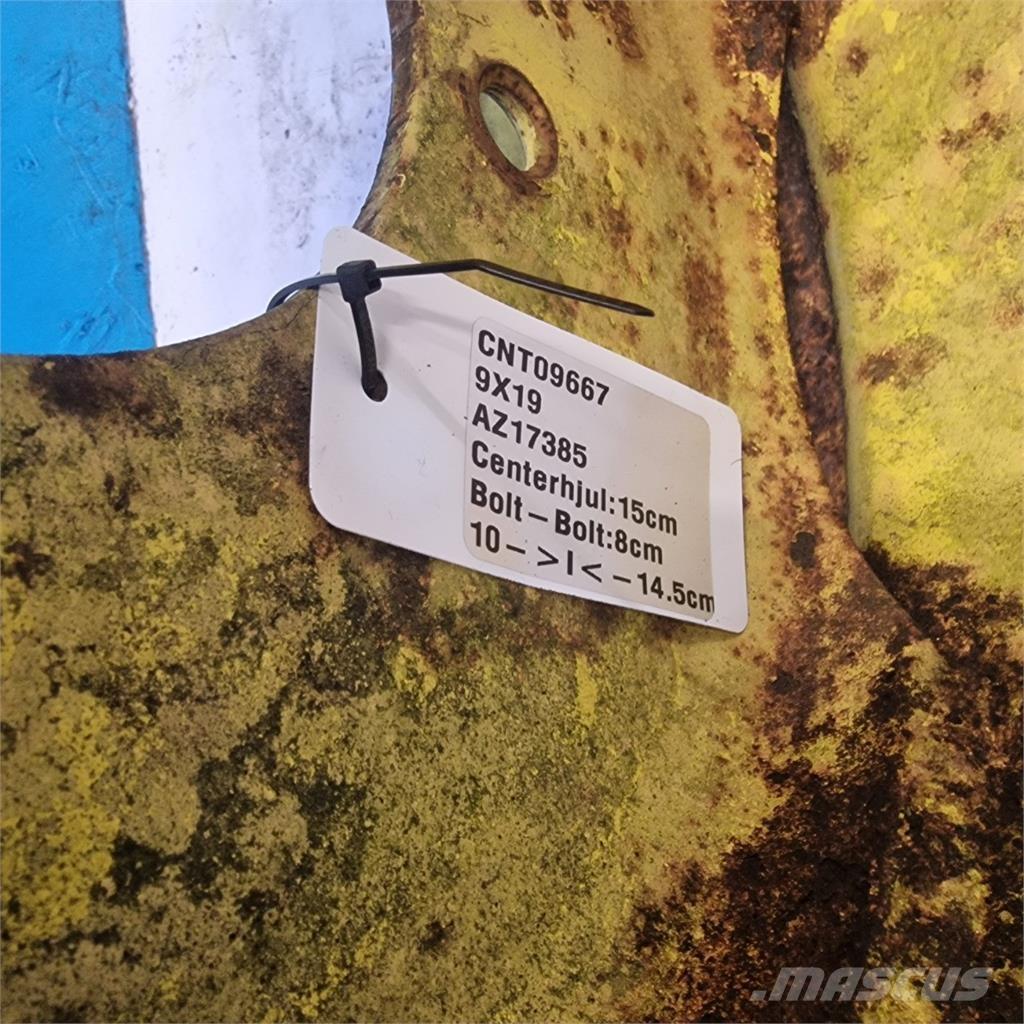 CNT09667
9X19
AZ17385
Centerhjul:15cm
Bolt–Bolt:8cm
10–>I<–14.5cm
.MASCUS